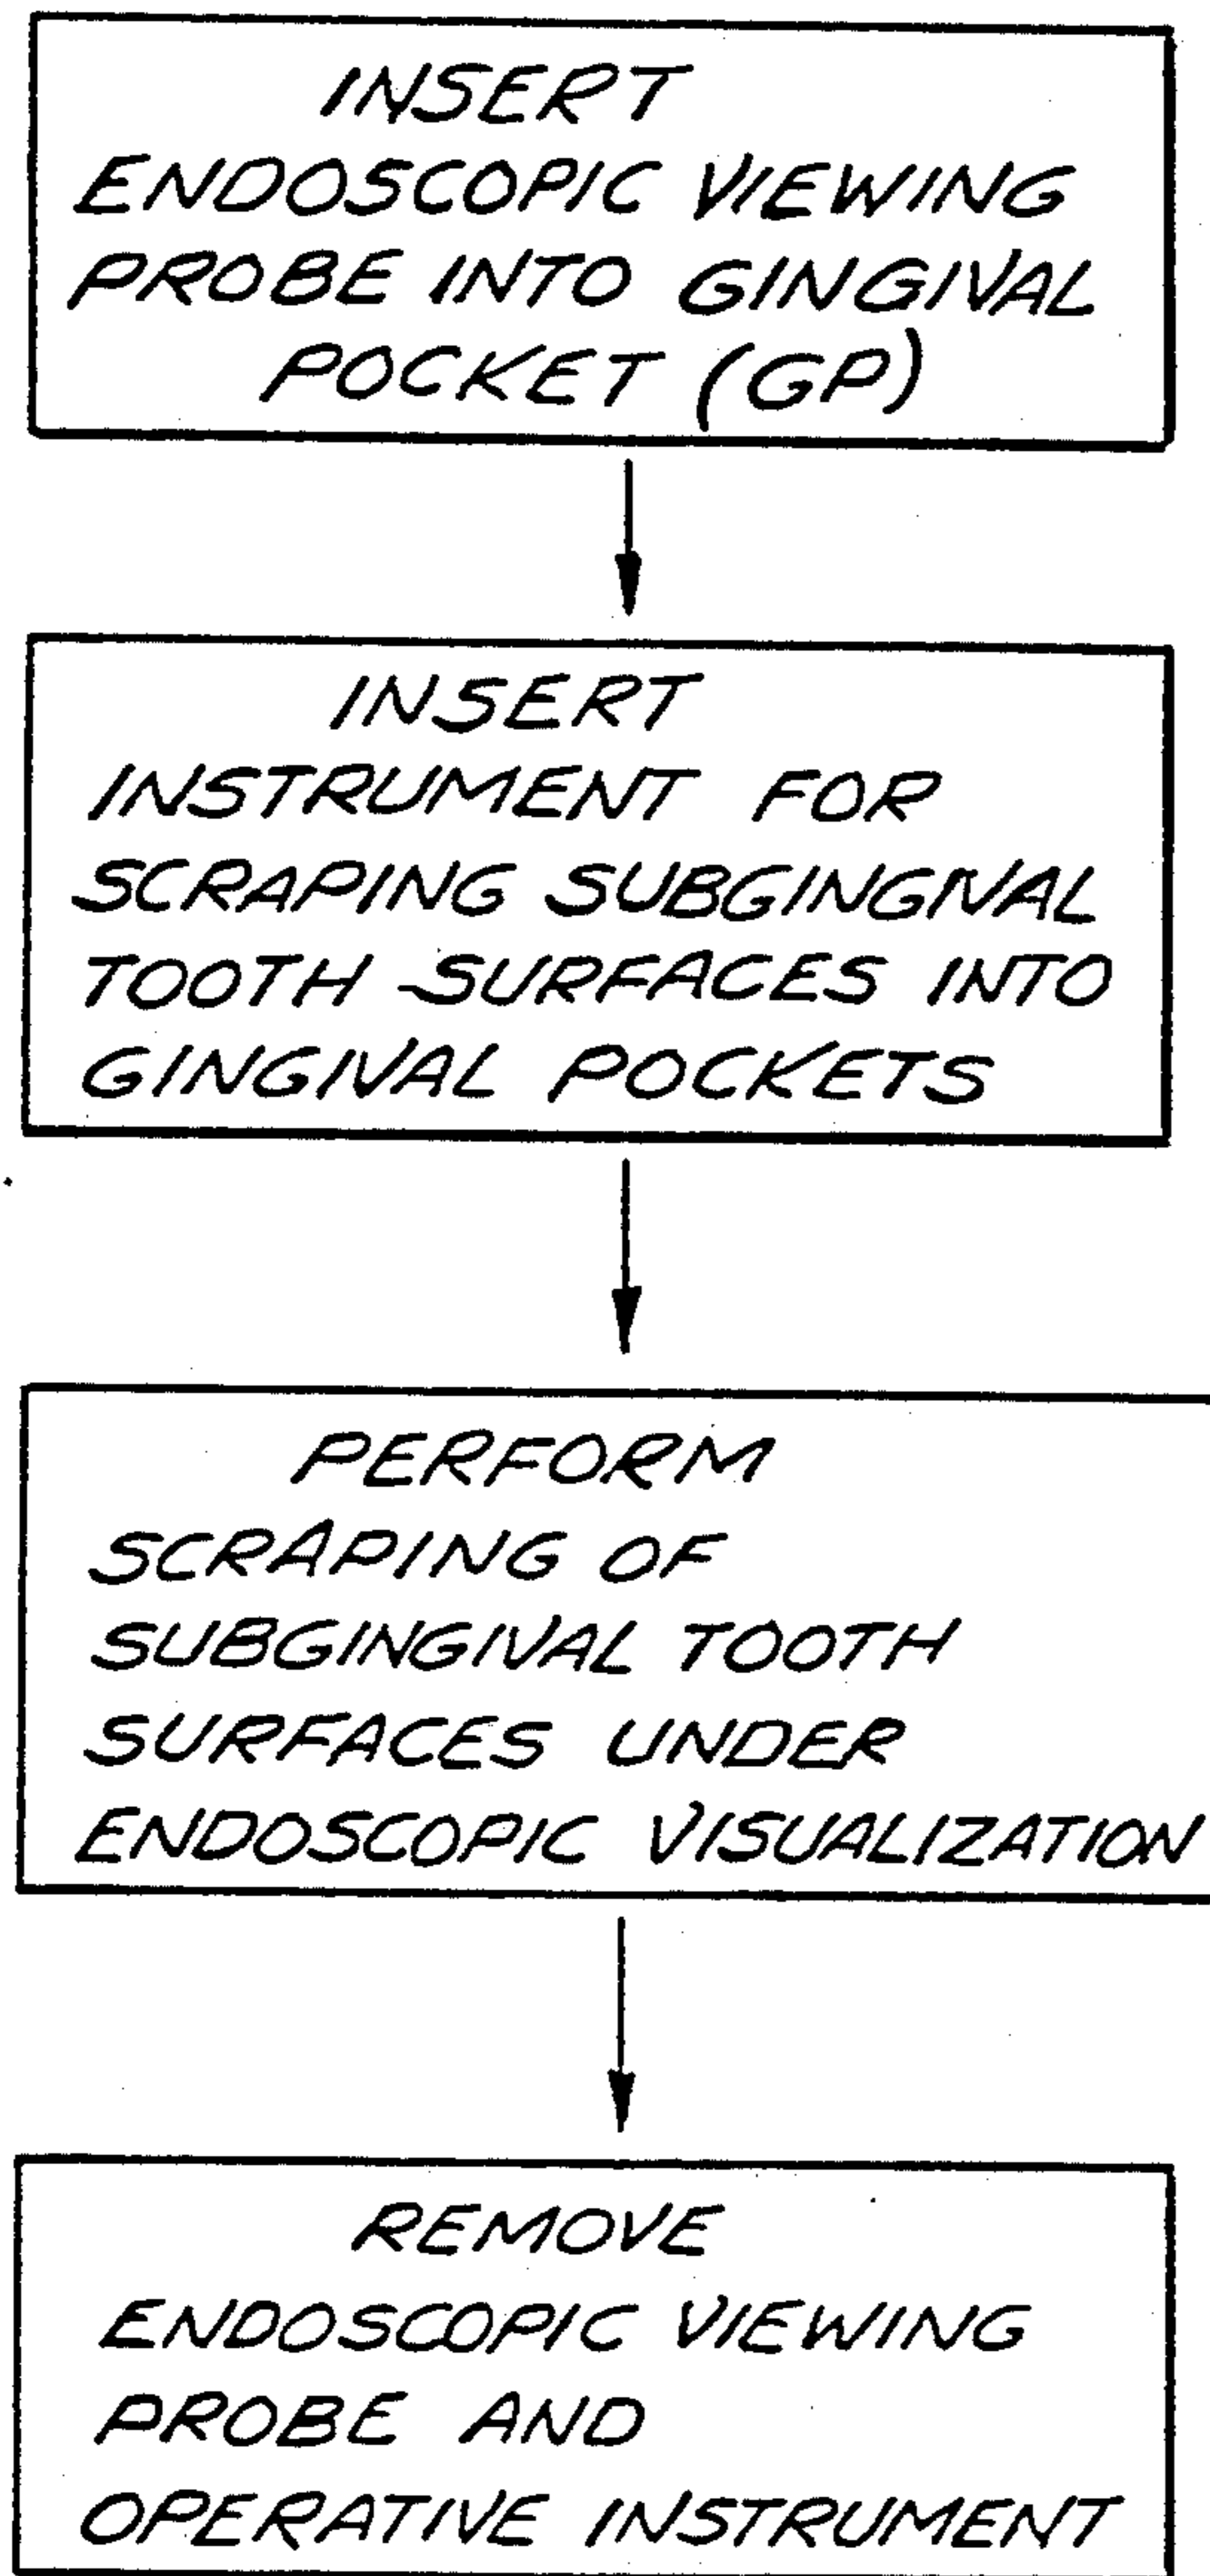 INSERT
ENDOSCOPIC VIEWING
PROBE INTO GINGIVAL
POCKET (GP)
INSERT
INSTRUMENT FOR
SCRAPING SUBGINGIVAL
TOOTH SURFACES INTO
GINGIVAL POCKETS
PERFORM
SCRAPING OF
SUBGINGIVAL TOOTH
SURFACES UNDER
ENDOSCOPIC VISUALIZATION
REMOVE
ENDOSCOPIC VIEWING
PROBE AND
OPERATIVE INSTRUMENT